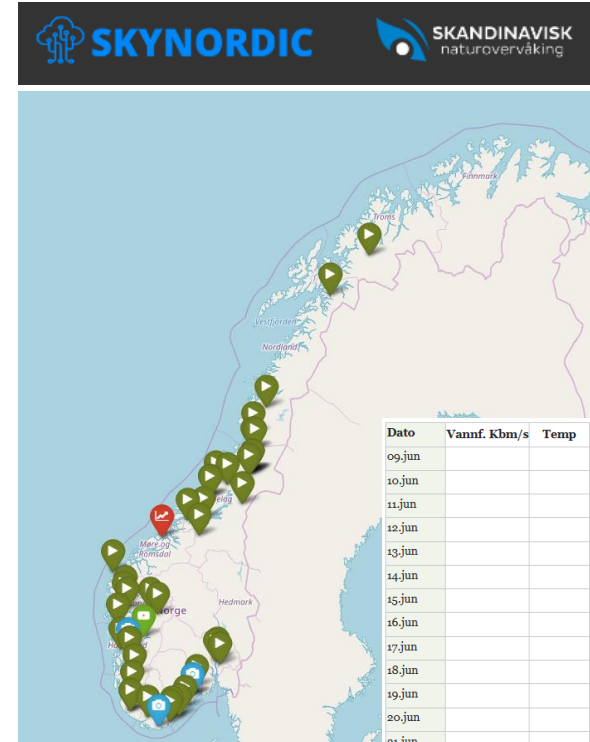 SKYNORDIC
SKANDINAVISK
naturovervåking
Finnmark
Troms
Vestfjorden
Nordland
Møre og
Romsdal
Hedmark
Norge
Dato Vannf. Kbm/s Temp
09.jun
10.jun
11.jun
12.jun
13.jun
14.jun
15.jun
16.jun
17.jun
18.jun
19.jun
20.jun